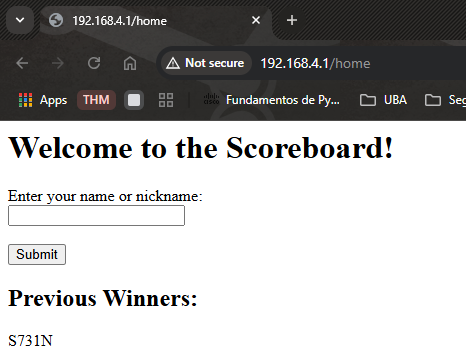 192.168.4.1/home
Not secure 192.168.4.1/home
Apps THM Fundamentos de Py... UBA Seg
Welcome to the Scoreboard!
Enter your name or nickname:
Submit
Previous Winners:
S731N